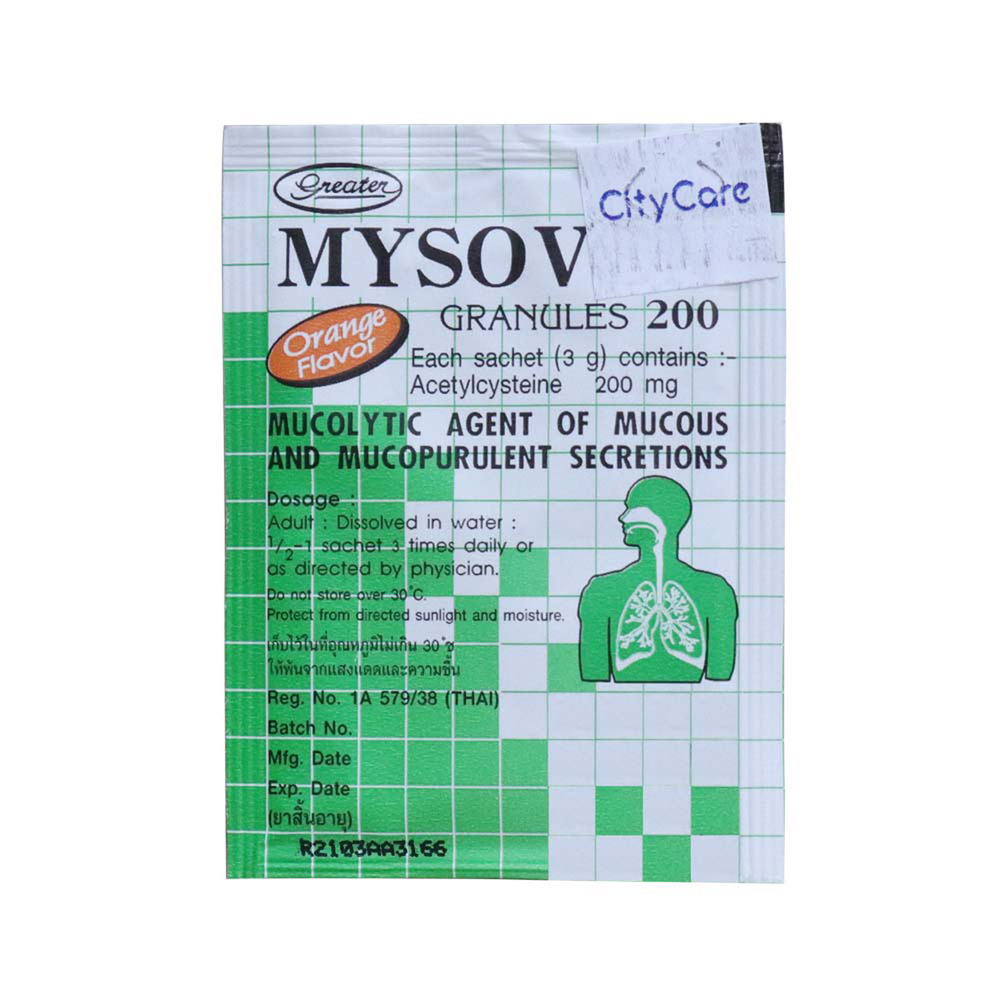 Greater
CityCare
MYSOV
Orange
Flavor
GRANULES 200
Each sachet (3 g) contains :-
Acetylcysteine 200 mg
MUCOLYTIC AGENT OF MUCOUS
AND MUCOPURULENT SECRETIONS
Dosage :
Adult : Dissolved in water :
1/2-1 sachet 3 times daily or
as directed by physician.
Do not store over 30°C.
Protect from directed sunlight and moisture.
เก็บไว้ในที่อุณหภูมิไม่เกิน 30°ซ
ให้พ้นจากแสงแดดและความชื้น
Reg. No. 1A 579/38 (THAI)
Batch No.
Mfg. Date
Exp. Date
(ยาสิ้นอายุ)
R2103AA3166